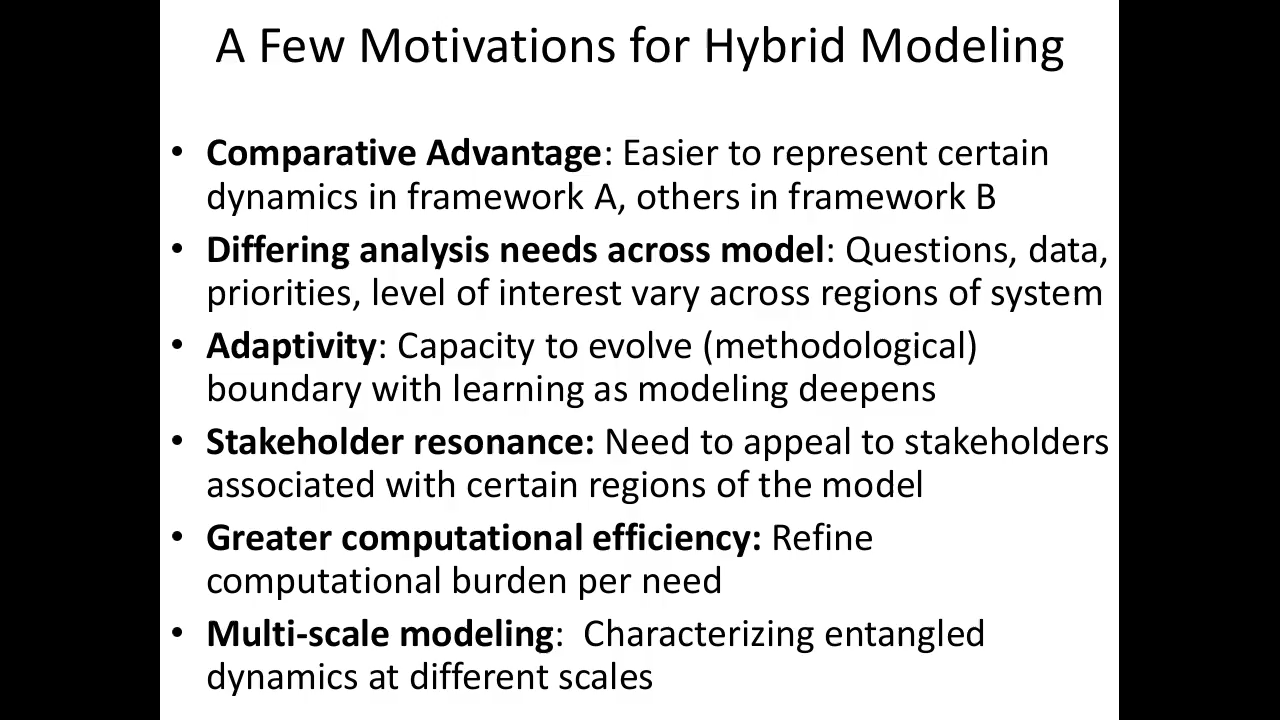 A Few Motivations for Hybrid Modeling
• Comparative Advantage: Easier to represent certain
dynamics in framework A, others in framework B
• Differing analysis needs across model: Questions, data,
priorities, level of interest vary across regions of system
• Adaptivity: Capacity to evolve (methodological)
boundary with learning as modeling deepens
• Stakeholder resonance: Need to appeal to stakeholders
associated with certain regions of the model
• Greater computational efficiency: Refine
computational burden per need
• Multi-scale modeling:  Characterizing entangled
dynamics at different scales